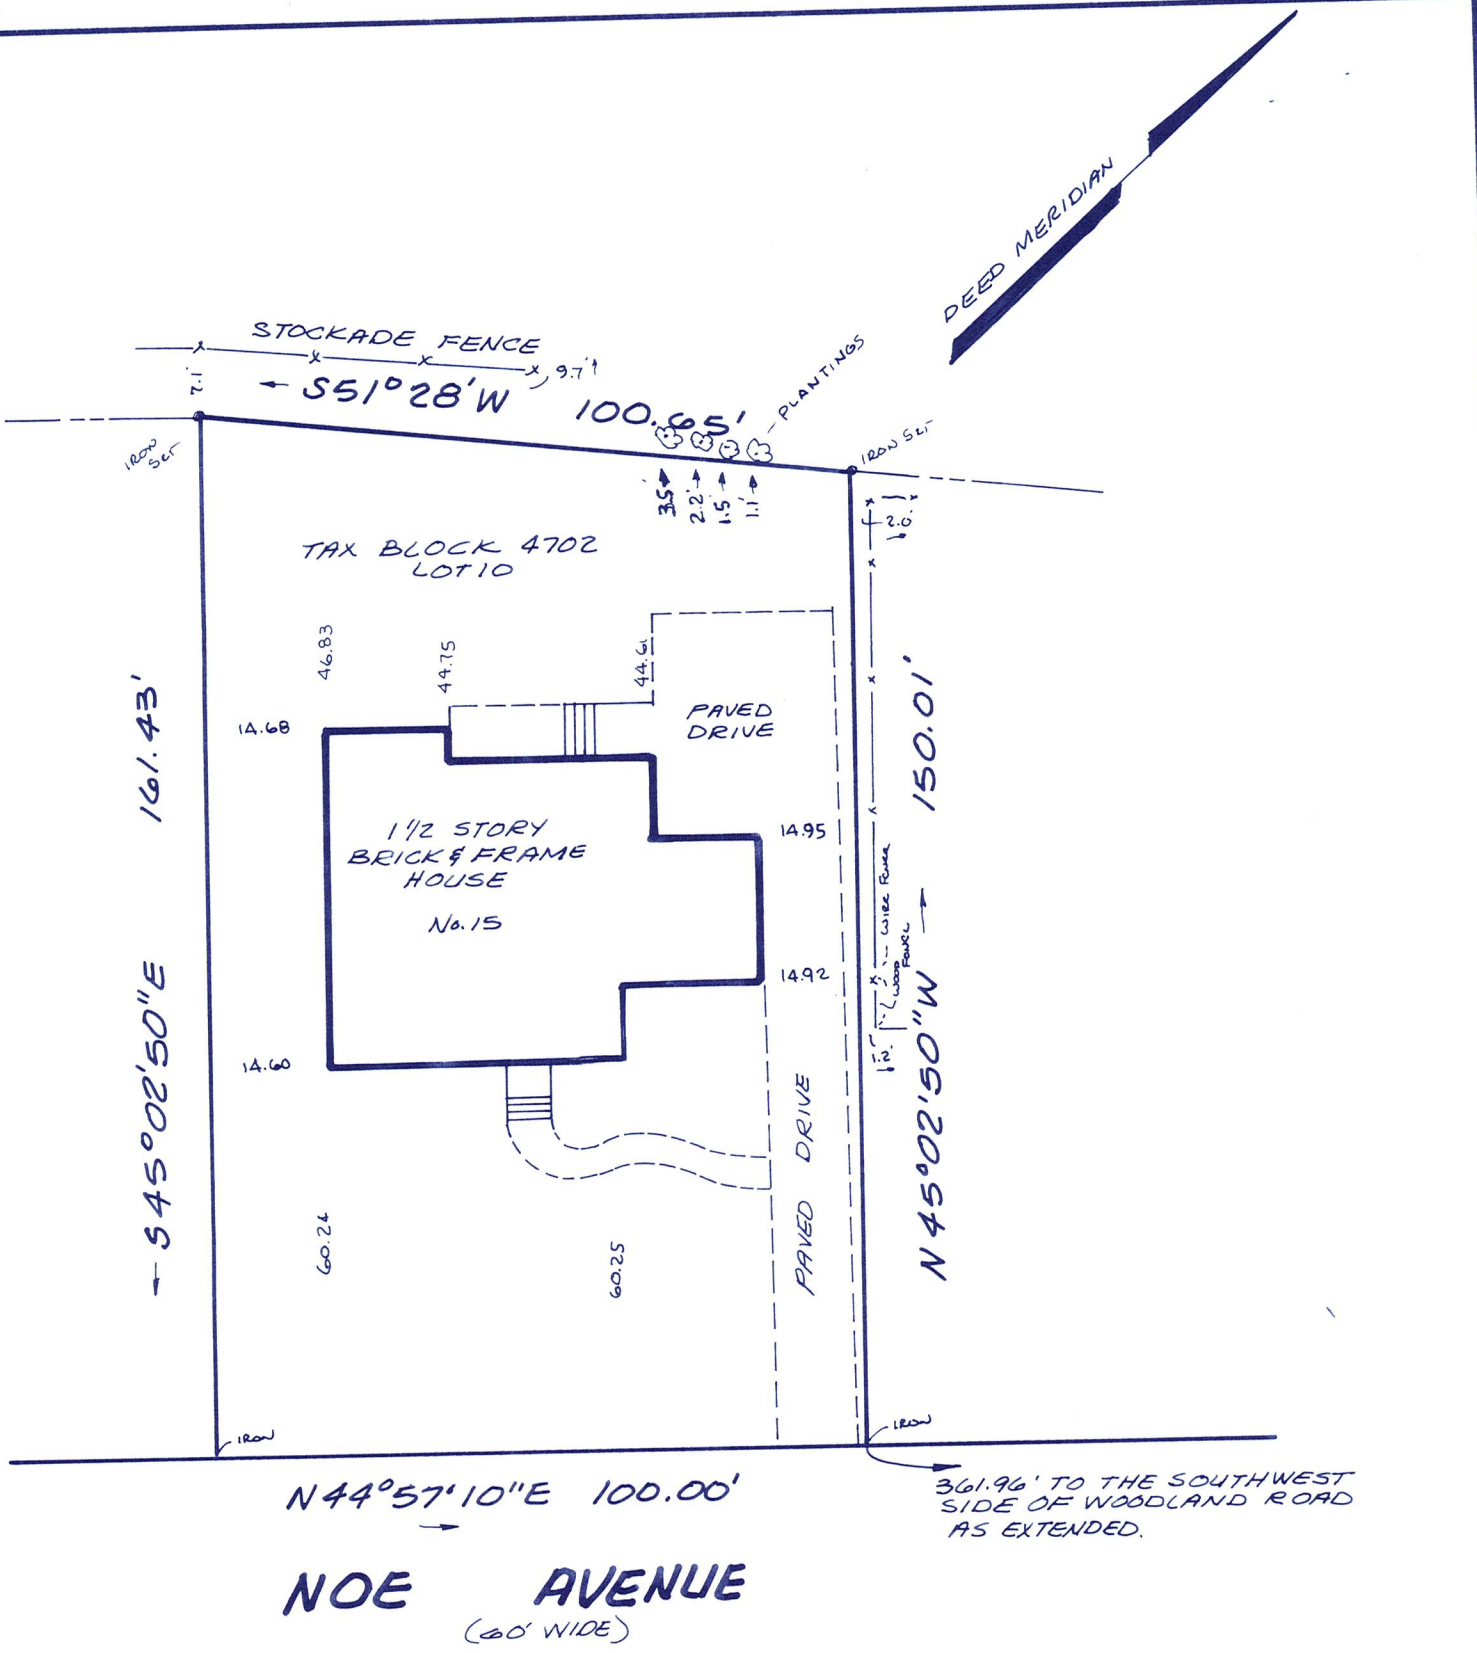 DEED MERIDIAN
STOCKADE FENCE
9.7'±
← S51°28'W 100.65'
PLANTINGS
IRON SET
IRON SET
3.5
2.2'
1.5'
1.1'
2.0'
TAX BLOCK 4702
LOT 10
46.83
44.75
44.61
PAVED
DRIVE
14.68
161.43'
150.01'
1 1/2 STORY
BRICK & FRAME
HOUSE
No. 15
14.95
14.92
WIRE FENCE
WOOD FENCE
14.60
← S45°02'50"E
N45°02'50"W →
PAVED DRIVE
60.24
60.25
IRON
IRON
N44°57'10"E 100.00'
→
361.96' TO THE SOUTHWEST
SIDE OF WOODLAND ROAD
AS EXTENDED.
NOE AVENUE
(60' WIDE)